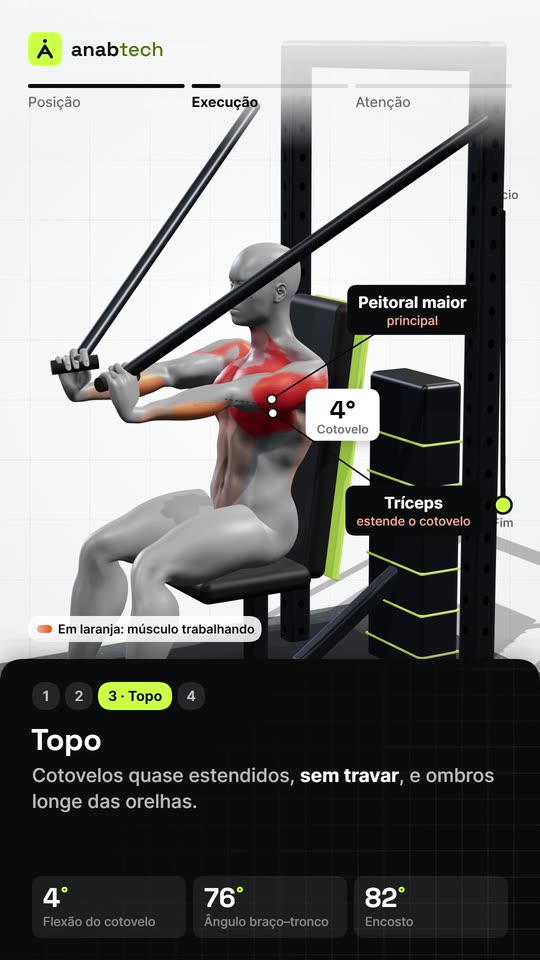 anabtech
Posição
Execução
Atenção
Peitoral maior
principal
4°
Cotovelo
Tríceps
estende o cotovelo
Fim
Em laranja: músculo trabalhando
1
2
3 · Topo
4
Topo
Cotovelos quase estendidos, sem travar, e ombros
longe das orelhas.
4°
Flexão do cotovelo
76°
Ângulo braço–tronco
82°
Encosto